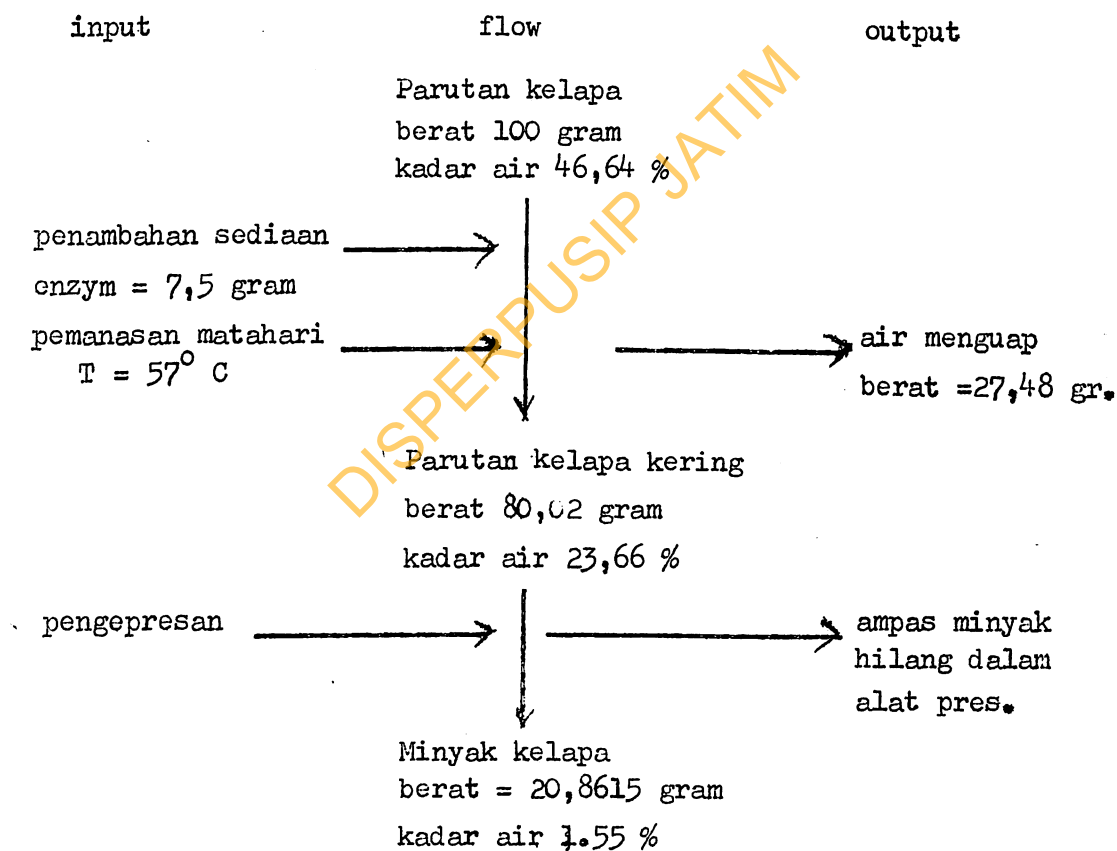 input flow output
Parutan kelapa
berat 100 gram
kadar air 46,64 %
penambahan sediaan
enzym = 7,5 gram
pemanasan matahari
T = 57° C
air menguap
berat =27,48 gr.
Parutan kelapa kering
berat 80,02 gram
kadar air 23,66 %
pengepresan
ampas minyak
hilang dalam
alat pres.
Minyak kelapa
berat = 20,8615 gram
kadar air 1.55 %
DISPERPUSIP JATIM